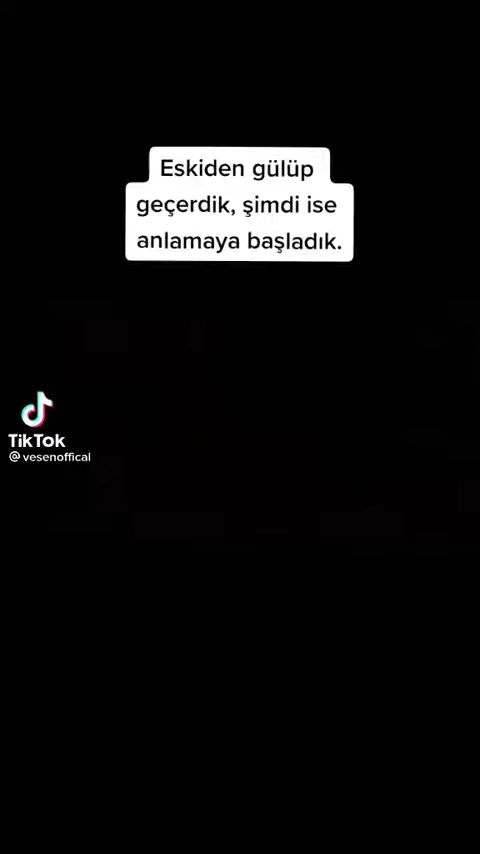 Eskiden gülüp
geçerdik, şimdi ise
anlamaya başladık.
TikTok
@vesenoffical